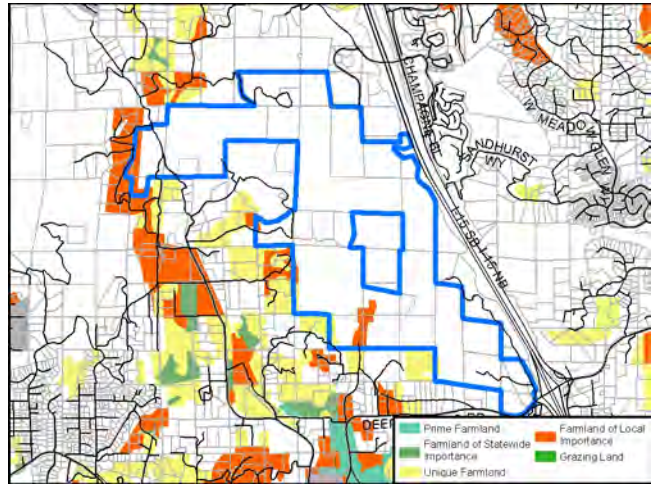 CHAMPAGNE BL
W. MEADOW GLEN
NDHURST
WY
I-15 SB I-15 NB
DEER
Prime Farmland
Farmland of Statewide
Importance
Unique Farmland
Farmland of Local
Importance
Grazing Land